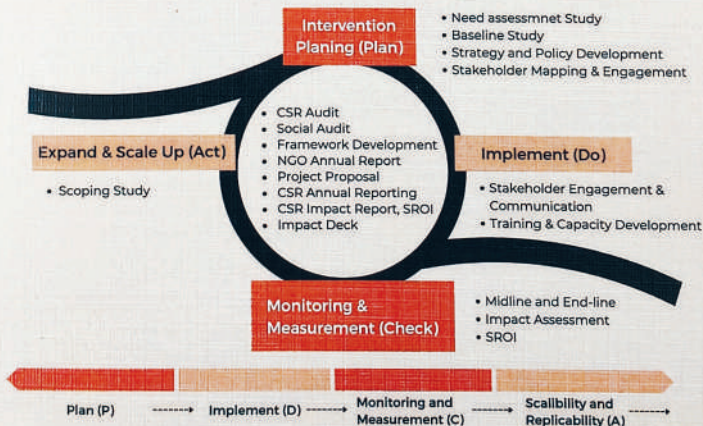 Intervention
Planing (Plan)
• Need assessmnet Study
• Baseline Study
• Strategy and Policy Development
• Stakeholder Mapping & Engagement
Expand & Scale Up (Act)
• Scoping Study
• CSR Audit
• Social Audit
• Framework Development
• NGO Annual Report
• Project Proposal
• CSR Annual Reporting
• CSR Impact Report, SROI
• Impact Deck
Implement (Do)
• Stakeholder Engagement &
Communication
• Training & Capacity Development
Monitoring &
Measurement (Check)
• Midline and End-line
• Impact Assessment
• SROI
Plan (P)
Implement (D)
Monitoring and
Measurement (C)
Scallbility and
Replicability (A)